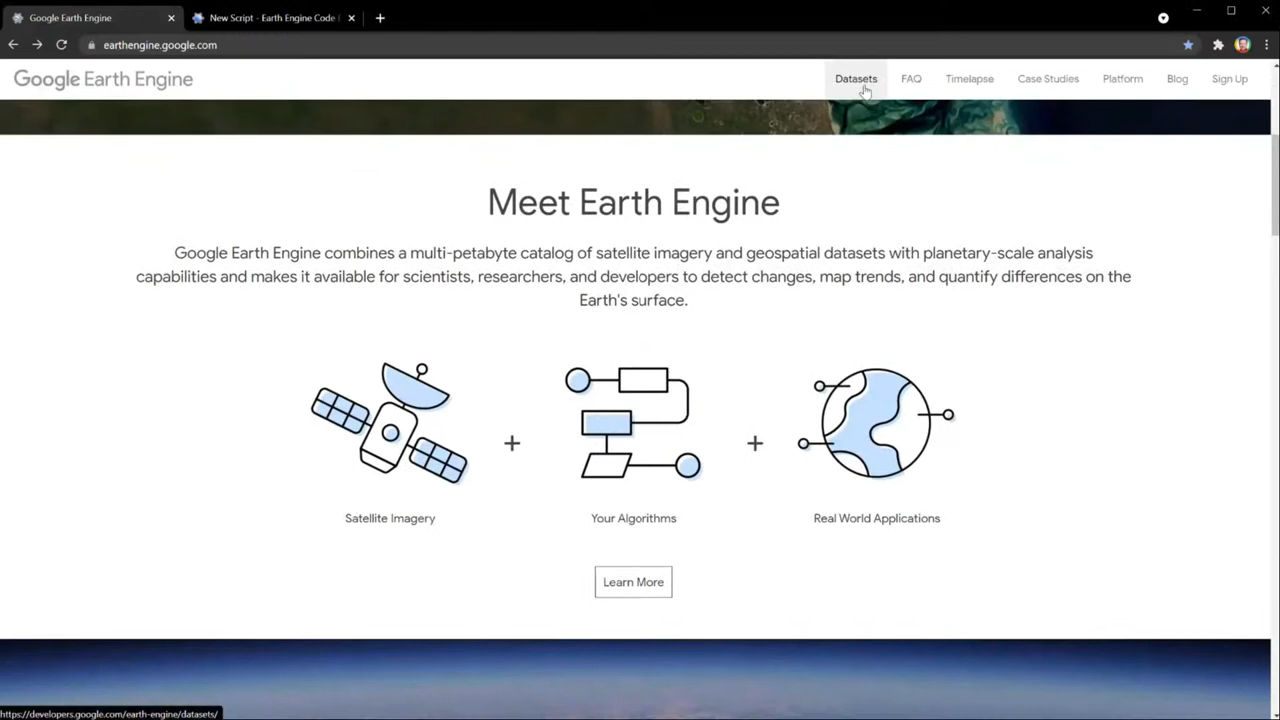 Google Earth Engine
New Script - Earth Engine Code
earthengine.google.com
Google Earth Engine
Datasets
FAQ
Timelapse
Case Studies
Platform
Blog
Sign Up
Meet Earth Engine
Google Earth Engine combines a multi-petabyte catalog of satellite imagery and geospatial datasets with planetary-scale analysis
capabilities and makes it available for scientists, researchers, and developers to detect changes, map trends, and quantify differences on the
Earth's surface.
+
+
Satellite Imagery
Your Algorithms
Real World Applications
Learn More
https://developers.google.com/earth-engine/datasets/